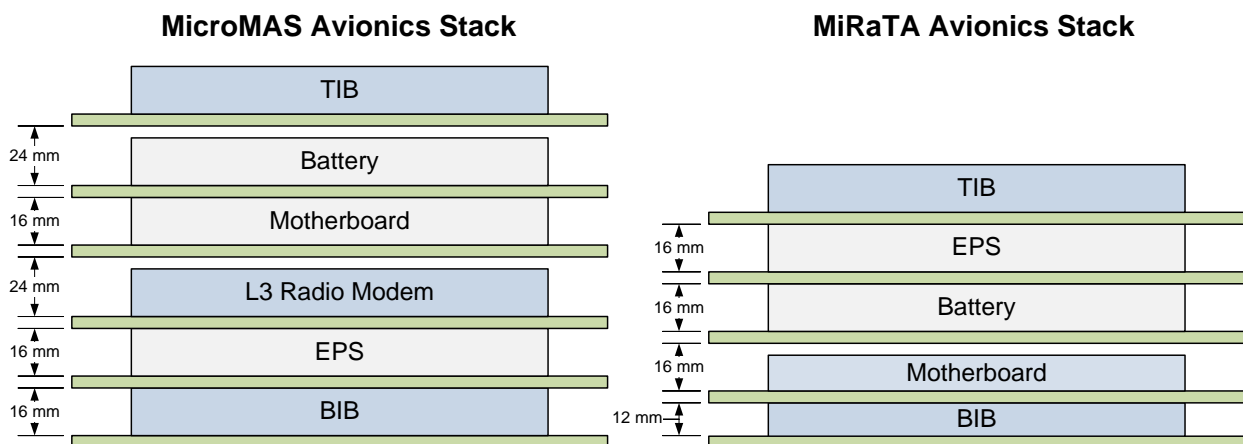 MicroMAS Avionics Stack
TIB
24 mm
Battery
16 mm
Motherboard
24 mm
L3 Radio Modem
16 mm
EPS
16 mm
BIB
MiRaTA Avionics Stack
TIB
16 mm
EPS
16 mm
Battery
16 mm
Motherboard
12 mm
BIB